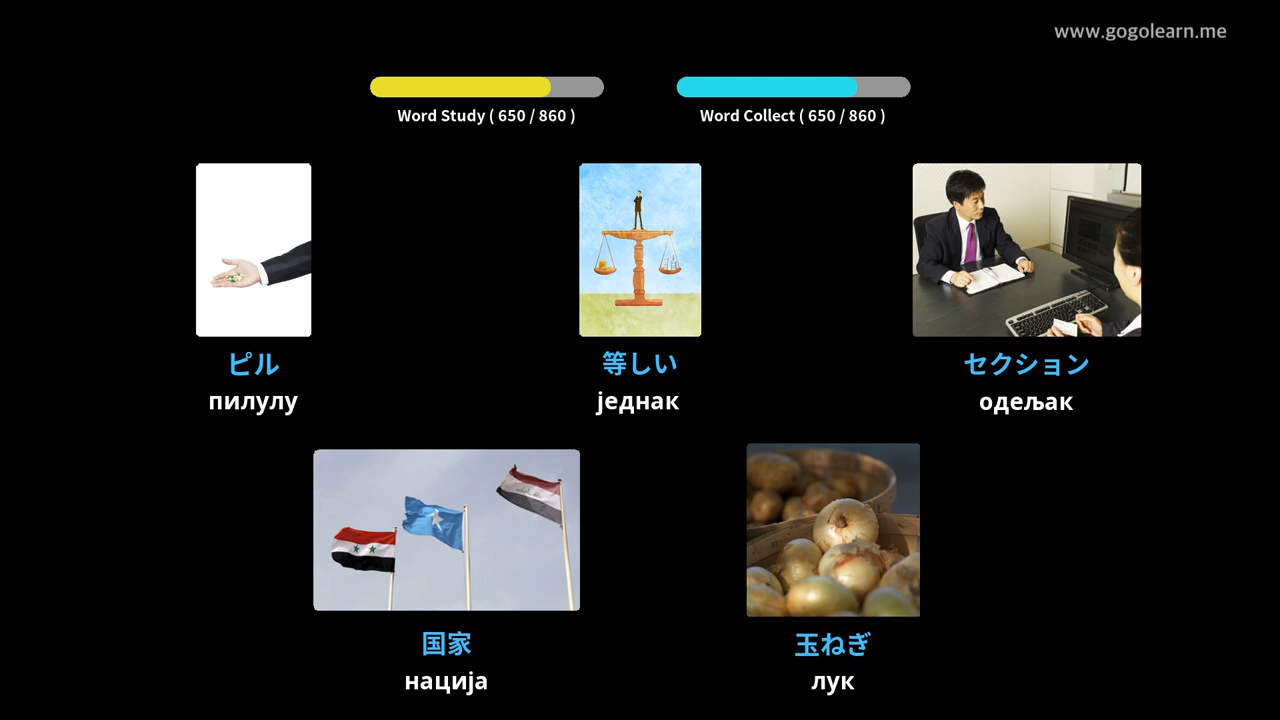 www.gogolearn.me
Word Study ( 650 / 860 )
Word Collect ( 650 / 860 )
ピル
пилулу
等しい
једнак
セクション
одељак
国家
нација
玉ねぎ
лук